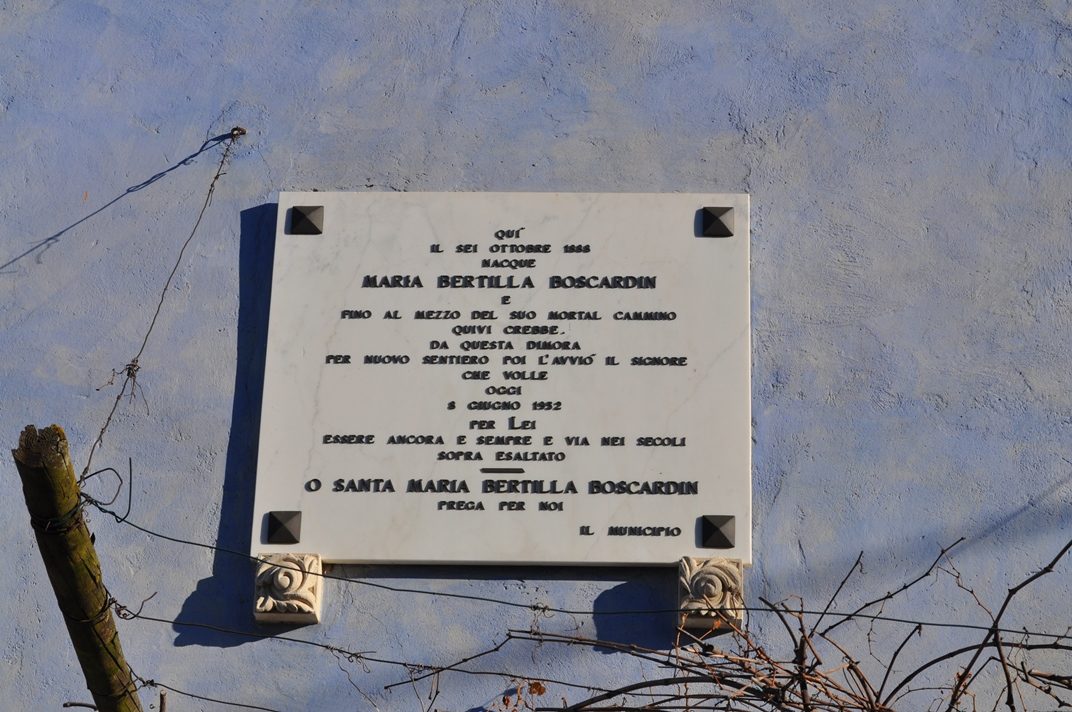 QUÍ
IL SEI OTTOBRE 1888
NACQUE
MARIA BERTILLA BOSCARDIN
E
FINO AL MEZZO DEL SUO MORTAL CAMMINO
QUIVI CREBBE.
DA QUESTA DIMORA
PER NUOVO SENTIERO POI L'AVVIÓ IL SIGNORE
CHE VOLLE
OGGI
8 GIUGNO 1952
PER LEI
ESSERE ANCORA E SEMPRE E VIA NEI SECOLI
SOPRA ESALTATO
O SANTA MARIA BERTILLA BOSCARDIN
PREGA PER NOI
IL MUNICIPIO